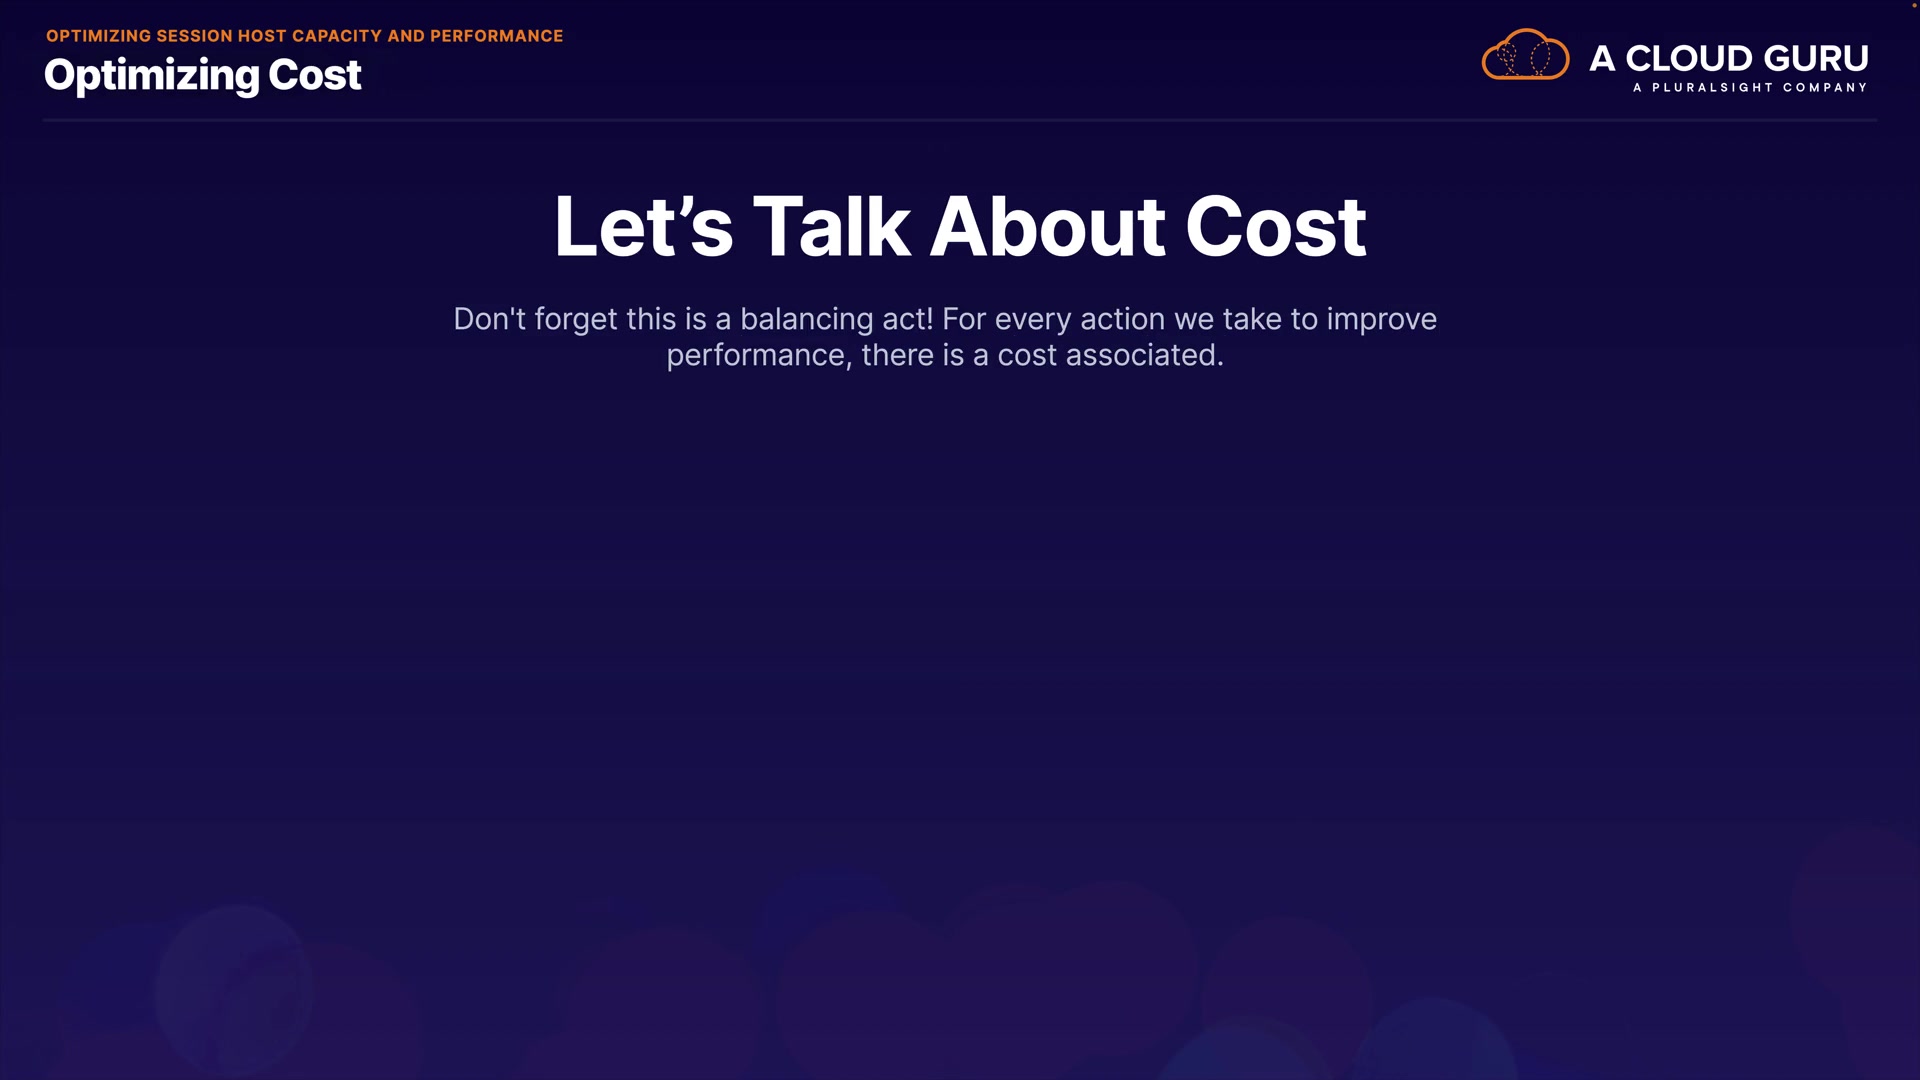 OPTIMIZING SESSION HOST CAPACITY AND PERFORMANCE
Optimizing Cost
A CLOUD GURU
A PLURALSIGHT COMPANY
Let’s Talk About Cost
Don't forget this is a balancing act! For every action we take to improve
performance, there is a cost associated.